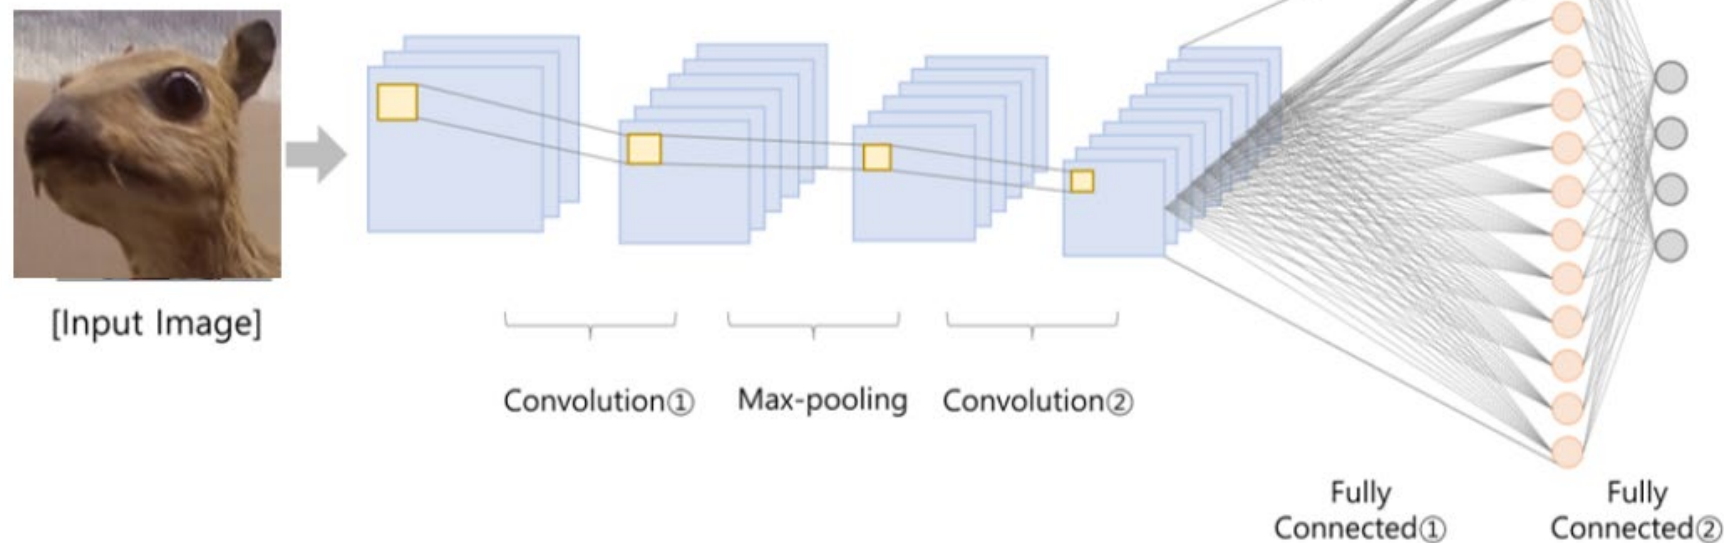 [Input Image]
Convolution①
Max-pooling
Convolution②
Fully
Connected①
Fully
Connected②